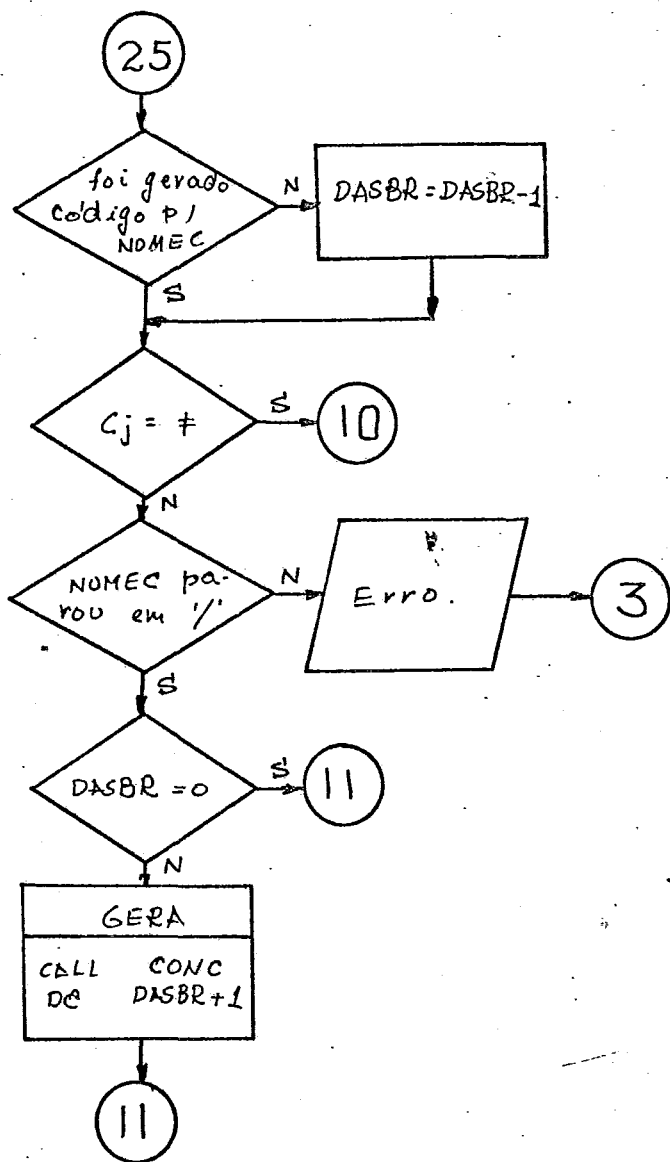 25
foi gerado
código p/
NOMEC
N
DASBR = DASBR-1
S
Cj = ≠
S
10
N
NOMEC pa-
rou em '/'
N
Erro.
3
S
DASBR = 0
S
11
N
GERA
CALL CONC
DC DASBR+1
11